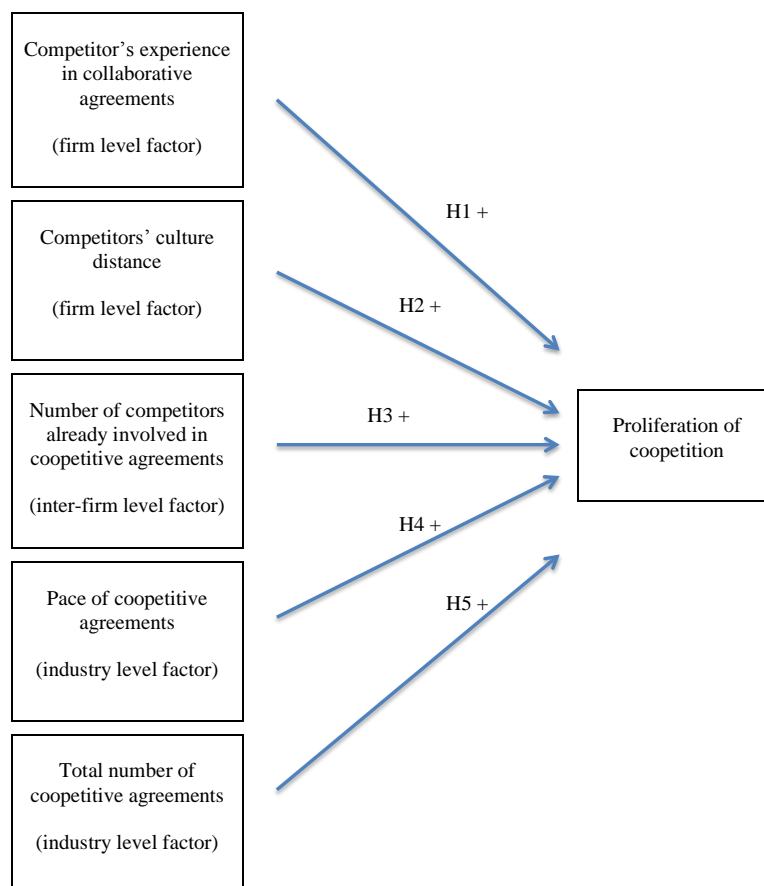 Competitor’s experience
in collaborative
agreements
(firm level factor)
H1 +
Competitors’ culture
distance
(firm level factor)
H2 +
Number of competitors
already involved in
coopetitive agreements
(inter-firm level factor)
H3 +
Proliferation of
coopetition
H4 +
Pace of coopetitive
agreements
(industry level factor)
H5 +
Total number of
coopetitive agreements
(industry level factor)